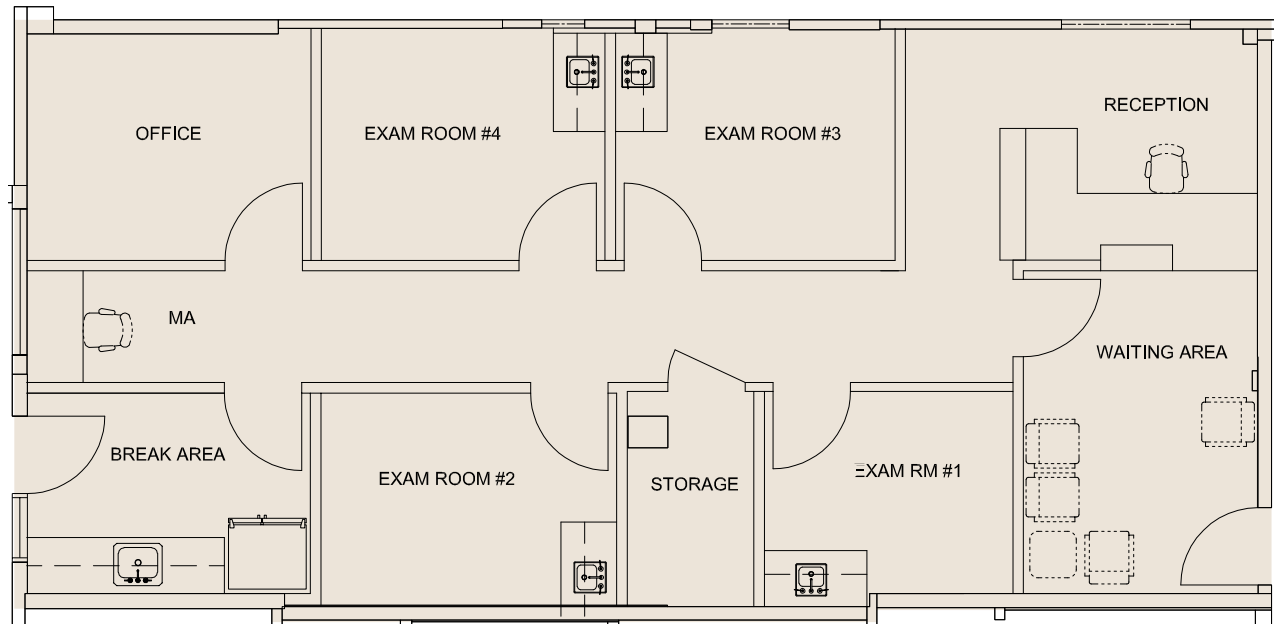 OFFICE
EXAM ROOM #4
EXAM ROOM #3
RECEPTION
MA
WAITING AREA
BREAK AREA
EXAM ROOM #2
STORAGE
EXAM RM #1